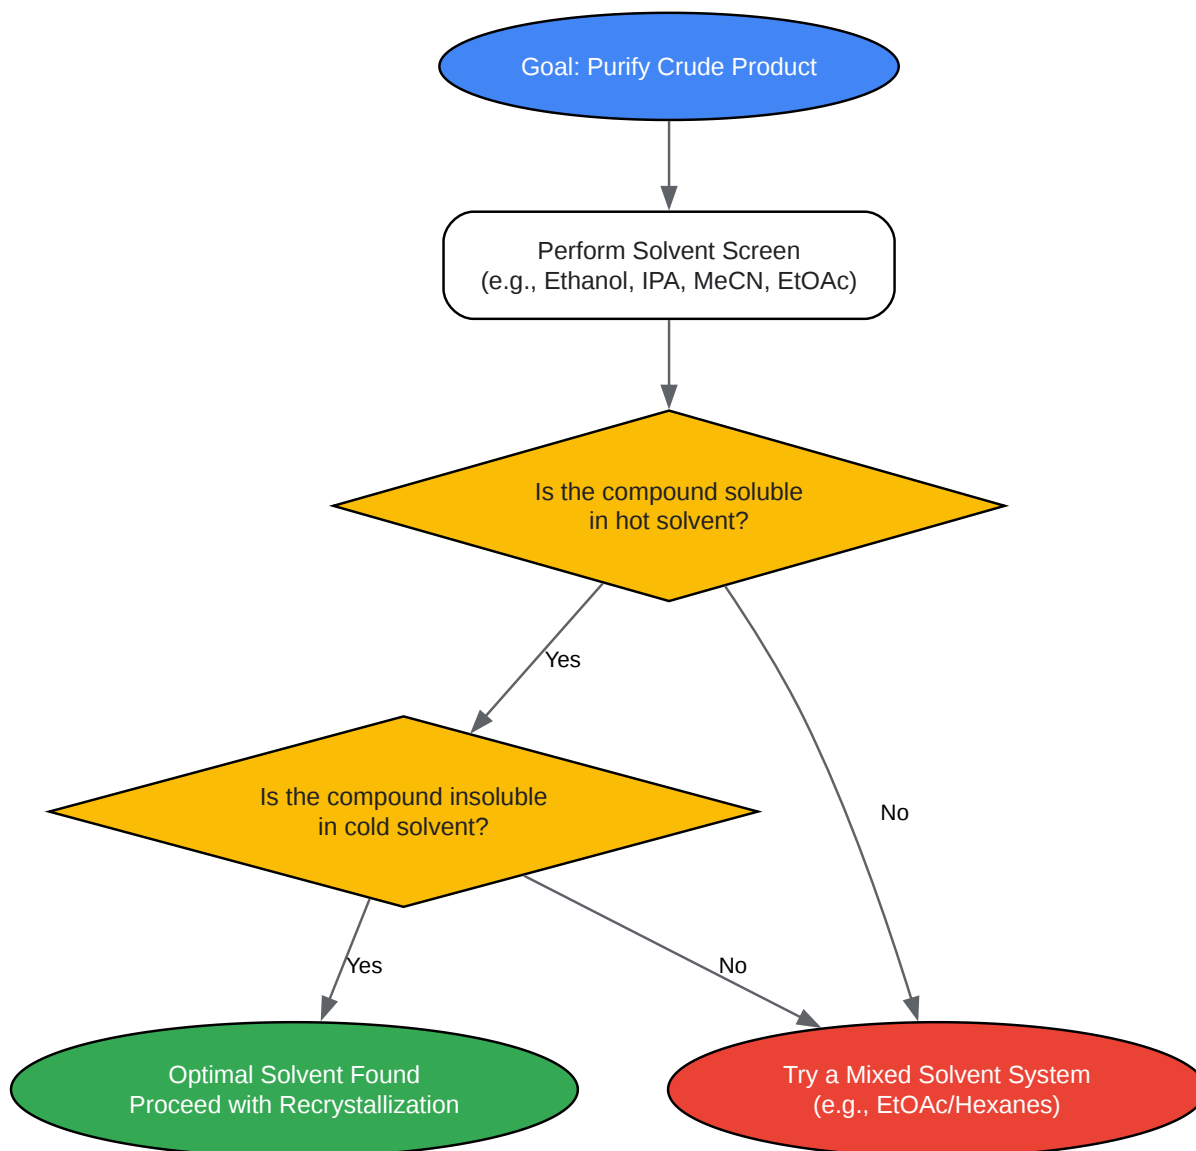 Goal: Purify Crude Product
Perform Solvent Screen
(e.g., Ethanol, IPA, MeCN, EtOAc)
Is the compound soluble
in hot solvent?
Yes
Is the compound insoluble
in cold solvent?
No
Yes
No
Optimal Solvent Found
Proceed with Recrystallization
Try a Mixed Solvent System
(e.g., EtOAc/Hexanes)